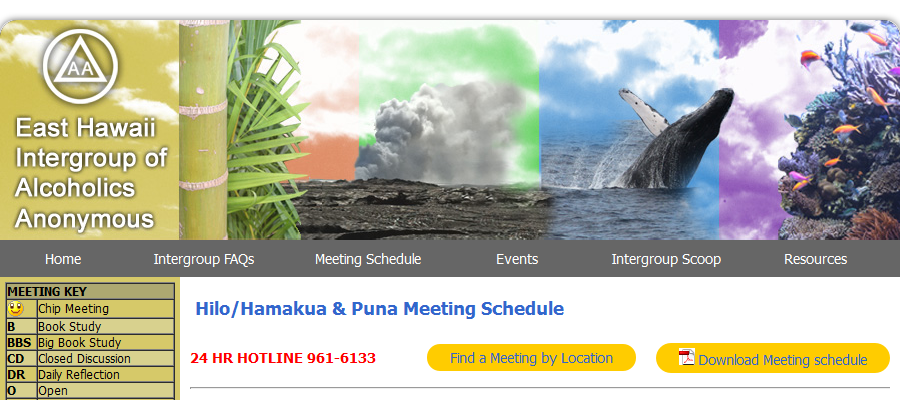 AA
East Hawaii
Intergroup of
Alcoholics
Anonymous
Home Intergroup FAQs Meeting Schedule Events Intergroup Scoop Resources
MEETING KEY
Chip Meeting
B Book Study
BBS Big Book Study
CD Closed Discussion
DR Daily Reflection
O Open
Hilo/Hamakua & Puna Meeting Schedule
24 HR HOTLINE 961-6133 Find a Meeting by Location Download Meeting schedule